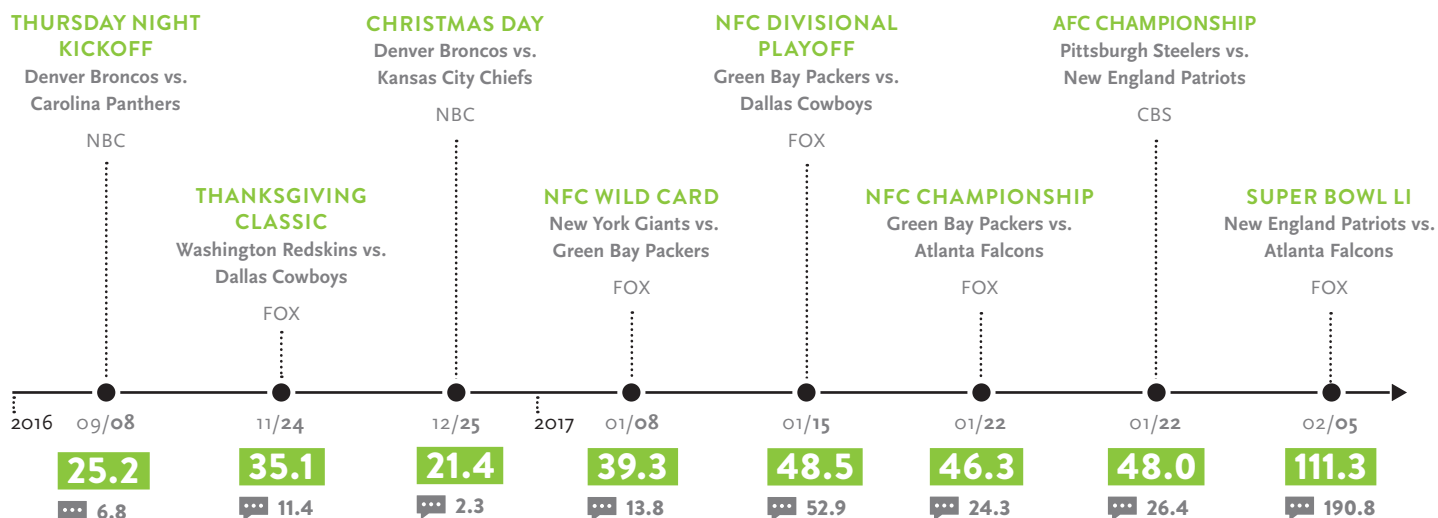 THURSDAY NIGHT
KICKOFF
Denver Broncos vs.
Carolina Panthers
NBC
THANKSGIVING
CLASSIC
Washington Redskins vs.
Dallas Cowboys
FOX
CHRISTMAS DAY
Denver Broncos vs.
Kansas City Chiefs
NBC
NFC WILD CARD
New York Giants vs.
Green Bay Packers
FOX
NFC DIVISIONAL
PLAYOFF
Green Bay Packers vs.
Dallas Cowboys
FOX
NFC CHAMPIONSHIP
Green Bay Packers vs.
Atlanta Falcons
FOX
AFC CHAMPIONSHIP
Pittsburgh Steelers vs.
New England Patriots
CBS
SUPER BOWL LI
New England Patriots vs.
Atlanta Falcons
FOX
2016 09/08 11/24 12/25 2017 01/08 01/15 01/22 01/22 02/05
25.2 35.1 21.4 39.3 48.5 46.3 48.0 111.3
6.8 11.4 2.3 13.8 52.9 24.3 26.4 190.8